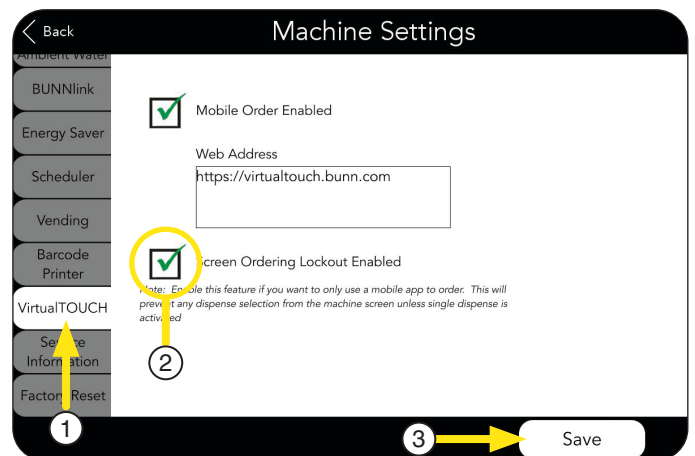 Back
Machine Settings
Ambient Water
BUNNlink
Energy Saver
Scheduler
Vending
Barcode
Printer
VirtualTOUCH
Service
Information
Factory Reset
Mobile Order Enabled
Web Address
https://virtualtouch.bunn.com
Screen Ordering Lockout Enabled
Note: Enable this feature if you want to only use a mobile app to order. This will
prevent any dispense selection from the machine screen unless single dispense is
activated
2
1
3
Save